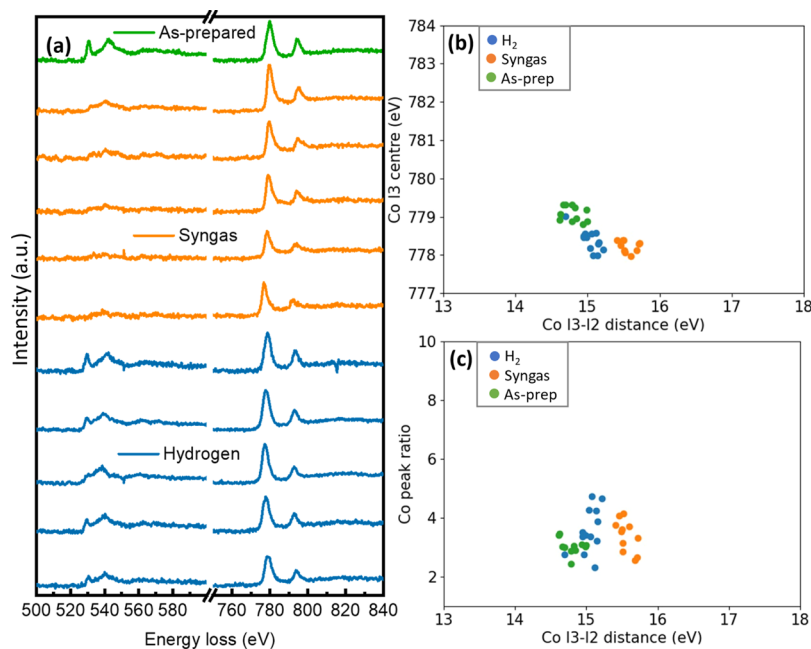 (a)
As-prepared
Syngas
Hydrogen
Intensity (a.u.)
500 520 540 560 580 760 780 800 820 840
Energy loss (eV)
(b)
H₂
Syngas
As-prep
784
783
782
781
780
779
778
777
Co l3 centre (eV)
13 14 15 16 17 18
Co l3-l2 distance (eV)
(c)
H₂
Syngas
As-prep
10
8
6
4
2
Co peak ratio
13 14 15 16 17 18
Co l3-l2 distance (eV)